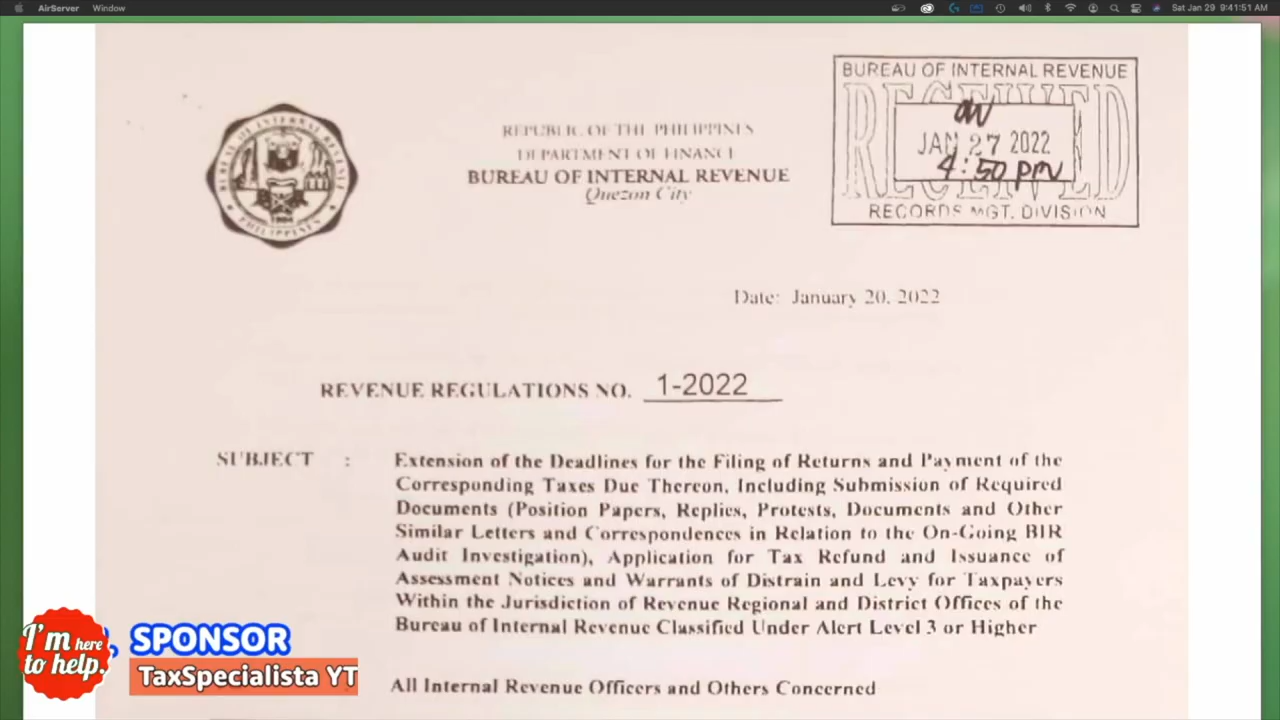 AirServer Window Sat Jan 29 9:41:51 AM
BUREAU OF INTERNAL REVENUE
RECEIVED
JAN 27 2022
4:50 pm
RECORDS MGT. DIVISION
BUREAU OF INTERNAL REVENUE
PHILIPPINES
1904
REPUBLIC OF THE PHILIPPINES
DEPARTMENT OF FINANCE
BUREAU OF INTERNAL REVENUE
Quezon City
Date: January 20, 2022
REVENUE REGULATIONS NO. 1-2022
SUBJECT : Extension of the Deadlines for the Filing of Returns and Payment of the
Corresponding Taxes Due Thereon, Including Submission of Required
Documents (Position Papers, Replies, Protests, Documents and Other
Similar Letters and Correspondences in Relation to the On-Going BIR
Audit Investigation), Application for Tax Refund and Issuance of
Assessment Notices and Warrants of Distrain and Levy for Taxpayers
Within the Jurisdiction of Revenue Regional and District Offices of the
Bureau of Internal Revenue Classified Under Alert Level 3 or Higher
All Internal Revenue Officers and Others Concerned
I'm here
to help.
SPONSOR
TaxSpecialista YT